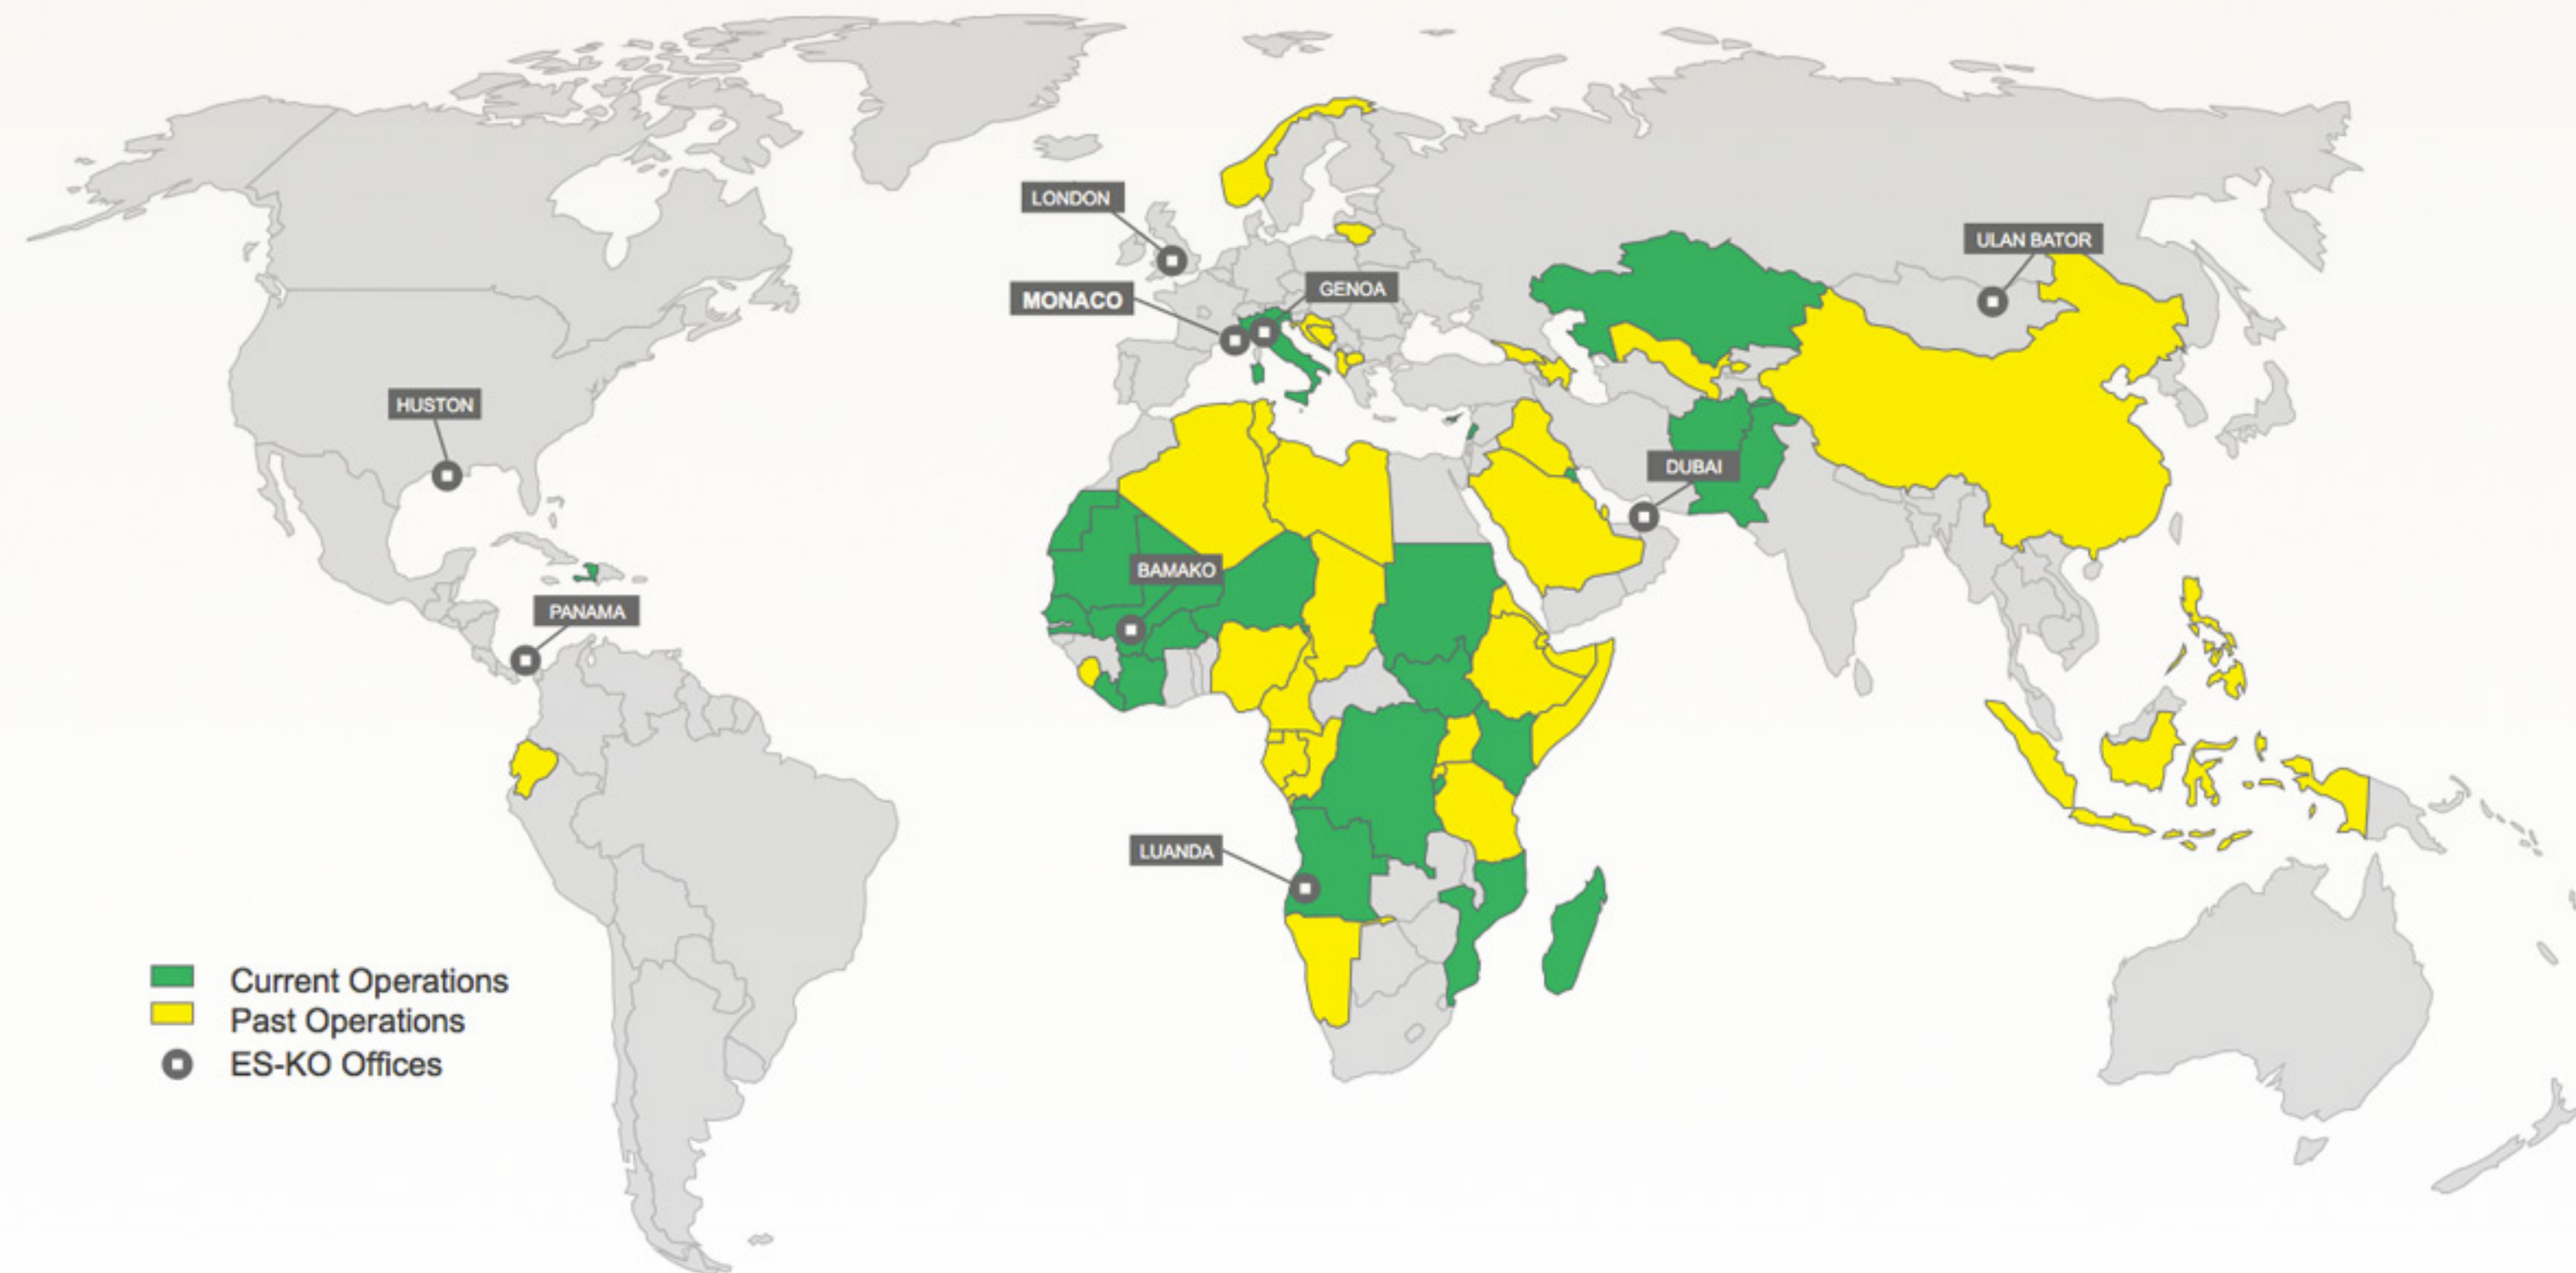 LONDON
ULAN BATOR
GENOA
MONACO
HUSTON
DUBAI
BAMAKO
PANAMA
LUANDA
Current Operations
Past Operations
ES-KO Offices